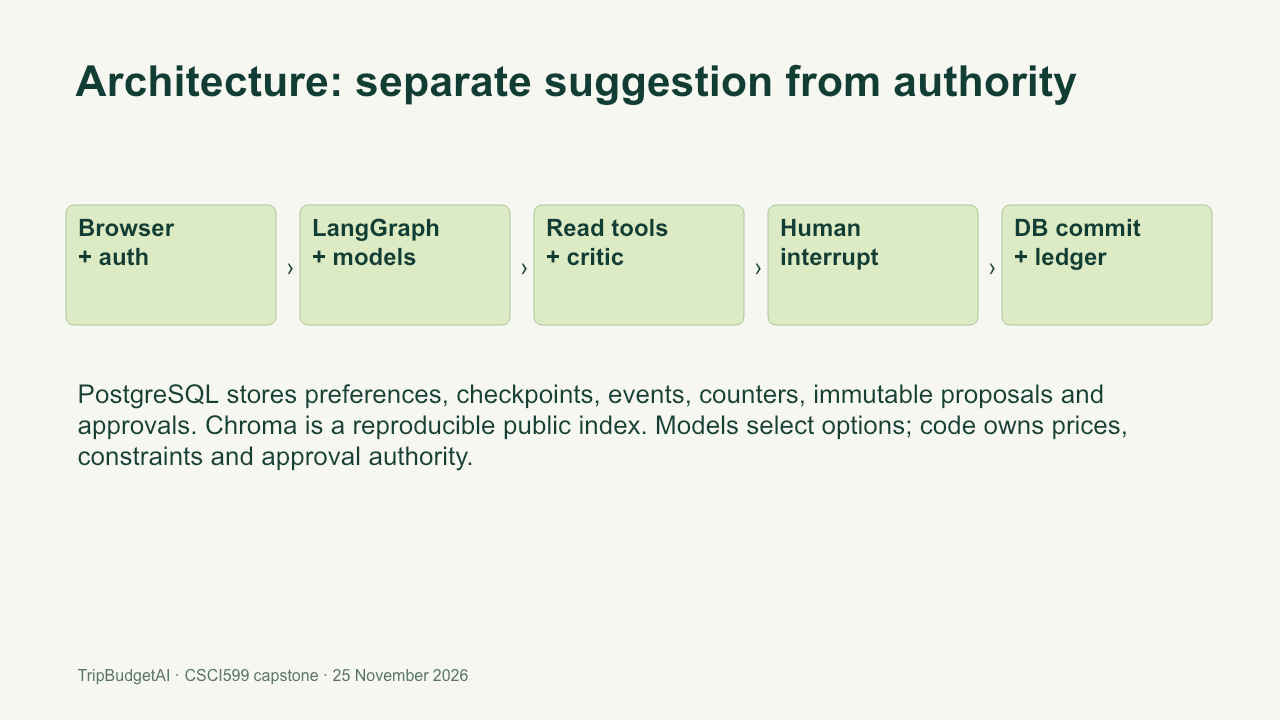 Architecture: separate suggestion from authority
Browser
+ auth
›
LangGraph
+ models
›
Read tools
+ critic
›
Human
interrupt
›
DB commit
+ ledger
PostgreSQL stores preferences, checkpoints, events, counters, immutable proposals and
approvals. Chroma is a reproducible public index. Models select options; code owns prices,
constraints and approval authority.
TripBudgetAI · CSCI599 capstone · 25 November 2026